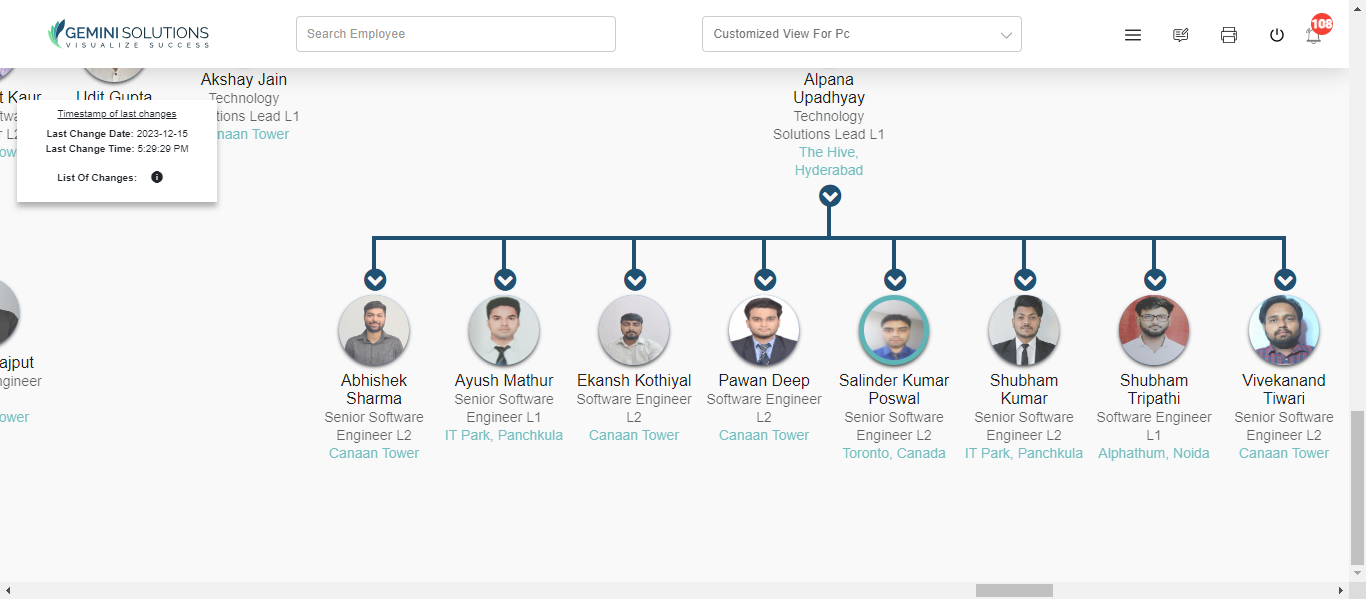 GEMINI SOLUTIONS
VISUALIZE SUCCESS
Search Employee
Customized View For Pc
108
t Kaur
Udit Gupta
Akshay Jain
Technology
tions Lead L1
naan Tower
Timestamp of last changes
Last Change Date: 2023-12-15
Last Change Time: 5:29:29 PM
List Of Changes:
Alpana
Upadhyay
Technology
Solutions Lead L1
The Hive,
Hyderabad
ajput
ngineer
ower
Abhishek
Sharma
Senior Software
Engineer L2
Canaan Tower
Ayush Mathur
Senior Software
Engineer L1
IT Park, Panchkula
Ekansh Kothiyal
Software Engineer
L2
Canaan Tower
Pawan Deep
Software Engineer
L2
Canaan Tower
Salinder Kumar
Poswal
Senior Software
Engineer L2
Toronto, Canada
Shubham
Kumar
Senior Software
Engineer L2
IT Park, Panchkula
Shubham
Tripathi
Software Engineer
L1
Alphathum, Noida
Vivekanand
Tiwari
Senior Software
Engineer L2
Canaan Tower